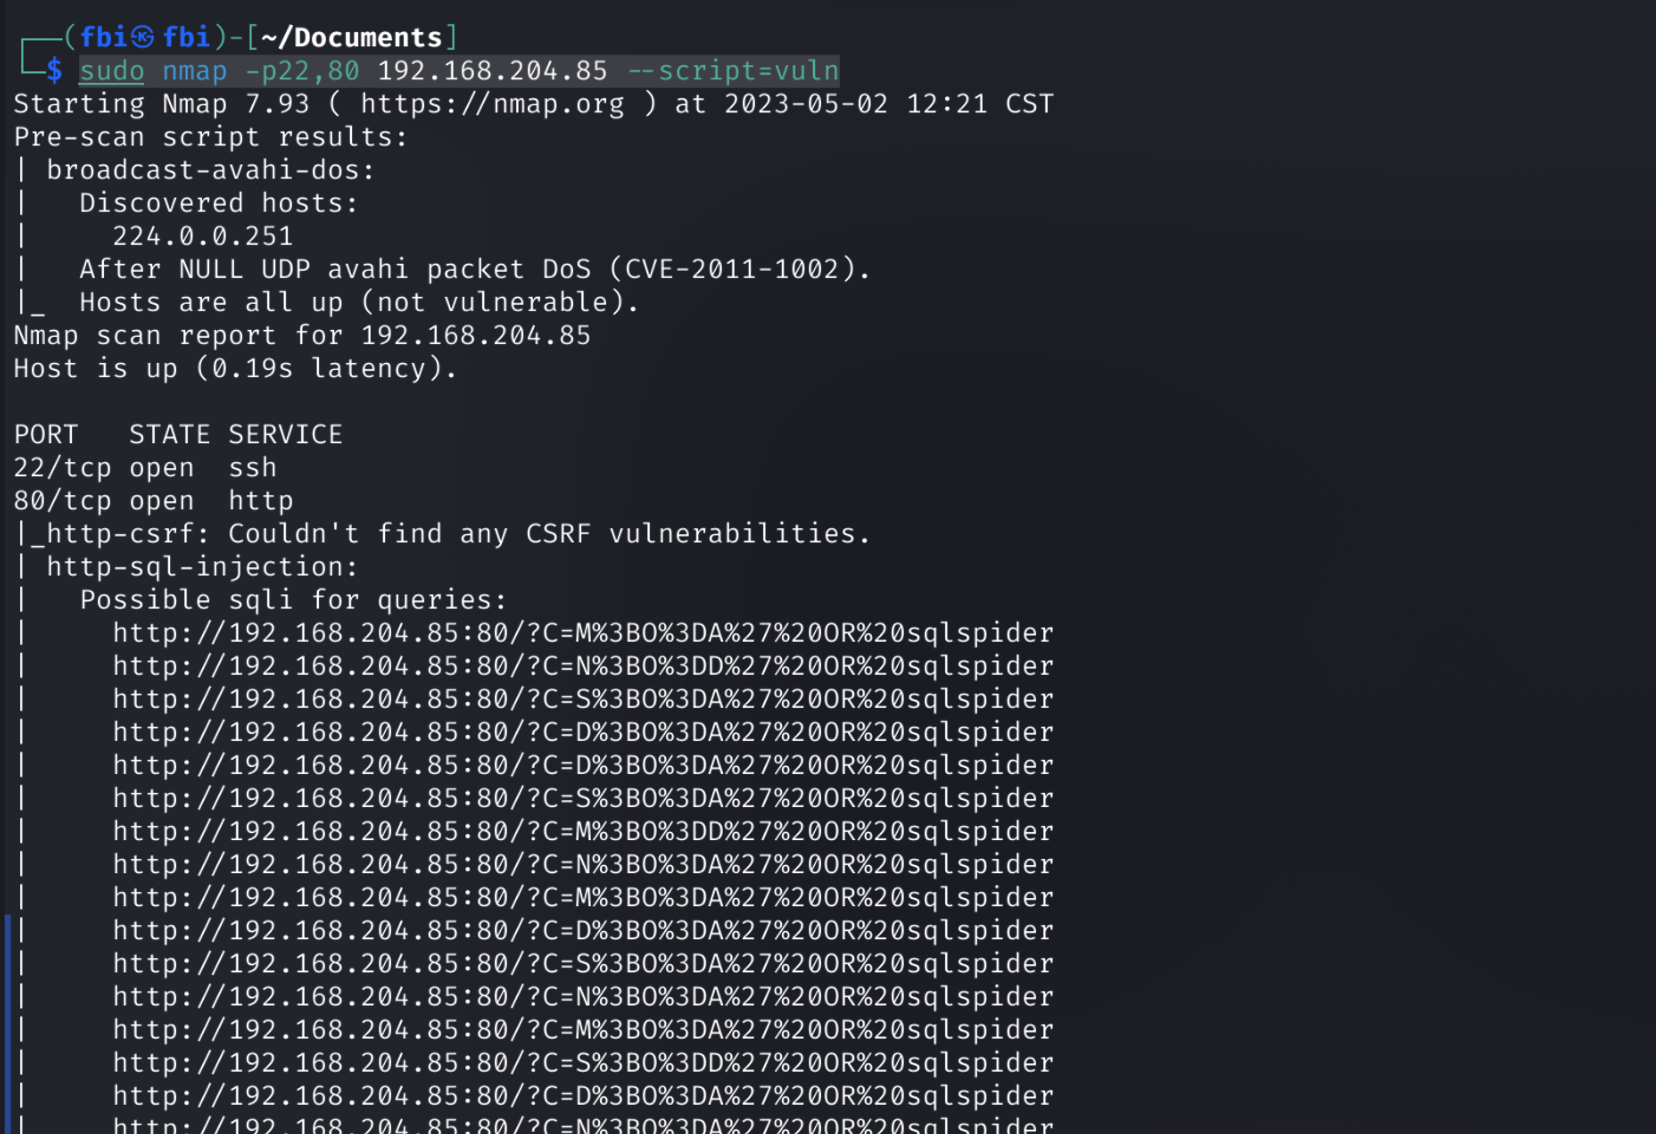 ┌──(fbi㉿fbi)-[~/Documents]
└─$ sudo nmap -p22,80 192.168.204.85 --script=vuln
Starting Nmap 7.93 ( https://nmap.org ) at 2023-05-02 12:21 CST
Pre-scan script results:
| broadcast-avahi-dos:
|   Discovered hosts:
|     224.0.0.251
|   After NULL UDP avahi packet DoS (CVE-2011-1002).
|_  Hosts are all up (not vulnerable).
Nmap scan report for 192.168.204.85
Host is up (0.19s latency).

PORT   STATE SERVICE
22/tcp open  ssh
80/tcp open  http
|_http-csrf: Couldn't find any CSRF vulnerabilities.
| http-sql-injection:
|   Possible sqli for queries:
|     http://192.168.204.85:80/?C=M%3BO%3DA%27%20OR%20sqlspider
|     http://192.168.204.85:80/?C=N%3BO%3DD%27%20OR%20sqlspider
|     http://192.168.204.85:80/?C=S%3BO%3DA%27%20OR%20sqlspider
|     http://192.168.204.85:80/?C=D%3BO%3DA%27%20OR%20sqlspider
|     http://192.168.204.85:80/?C=D%3BO%3DA%27%20OR%20sqlspider
|     http://192.168.204.85:80/?C=S%3BO%3DA%27%20OR%20sqlspider
|     http://192.168.204.85:80/?C=M%3BO%3DD%27%20OR%20sqlspider
|     http://192.168.204.85:80/?C=N%3BO%3DA%27%20OR%20sqlspider
|     http://192.168.204.85:80/?C=M%3BO%3DA%27%20OR%20sqlspider
|     http://192.168.204.85:80/?C=D%3BO%3DA%27%20OR%20sqlspider
|     http://192.168.204.85:80/?C=S%3BO%3DA%27%20OR%20sqlspider
|     http://192.168.204.85:80/?C=N%3BO%3DA%27%20OR%20sqlspider
|     http://192.168.204.85:80/?C=M%3BO%3DA%27%20OR%20sqlspider
|     http://192.168.204.85:80/?C=S%3BO%3DD%27%20OR%20sqlspider
|     http://192.168.204.85:80/?C=D%3BO%3DA%27%20OR%20sqlspider
|     http://192.168.204.85:80/?C=N%3BO%3DA%27%20OR%20sqlspider